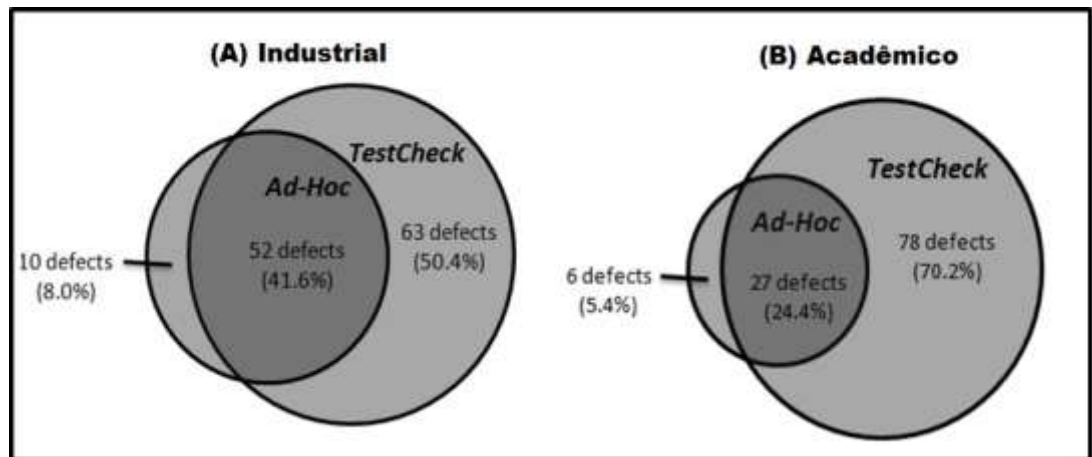 (A) Industrial
TestCheck
Ad-Hoc
10 defects
(8.0%)
52 defects
(41.6%)
63 defects
(50.4%)
(B) Acadêmico
TestCheck
Ad-Hoc
6 defects
(5.4%)
27 defects
(24.4%)
78 defects
(70.2%)